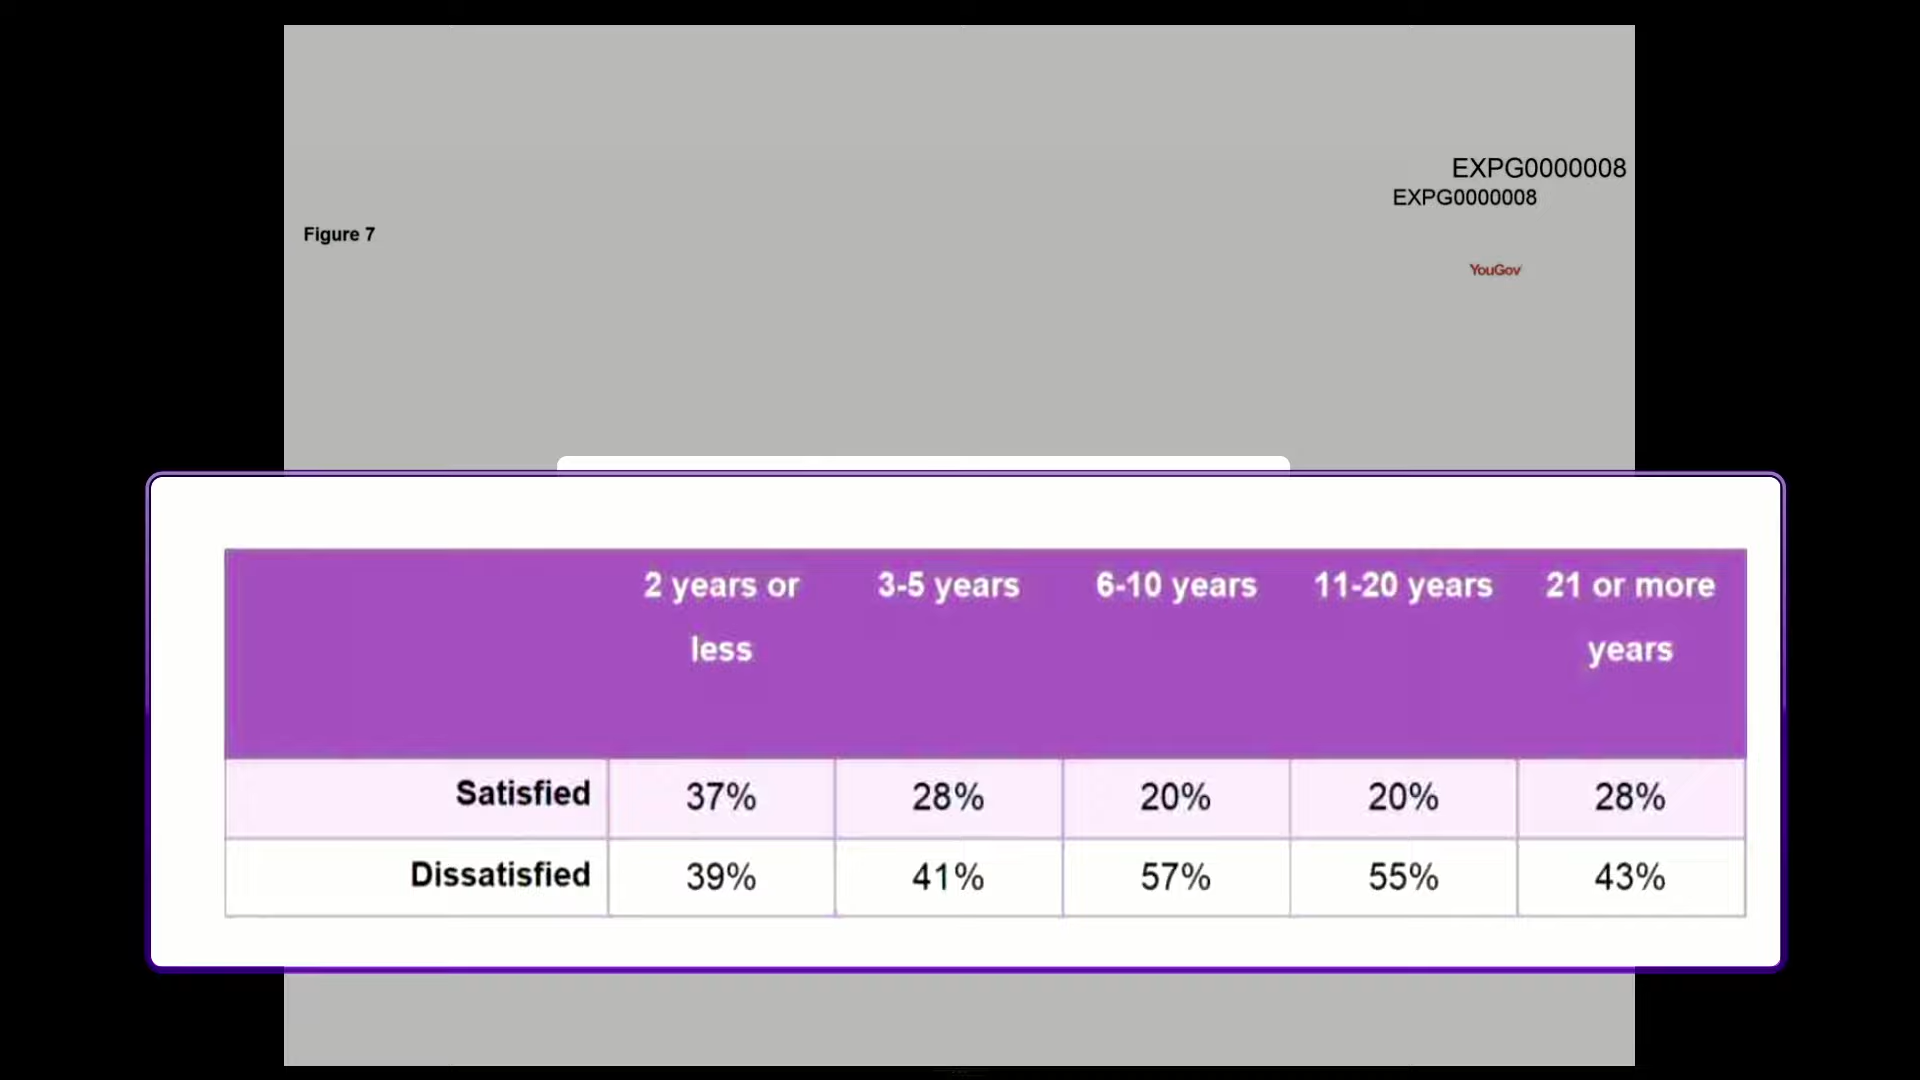 EXPG0000008
EXPG0000008
Figure 7
YouGov
2 years or less 3-5 years 6-10 years 11-20 years 21 or more years
Satisfied 37% 28% 20% 20% 28%
Dissatisfied 39% 41% 57% 55% 43%